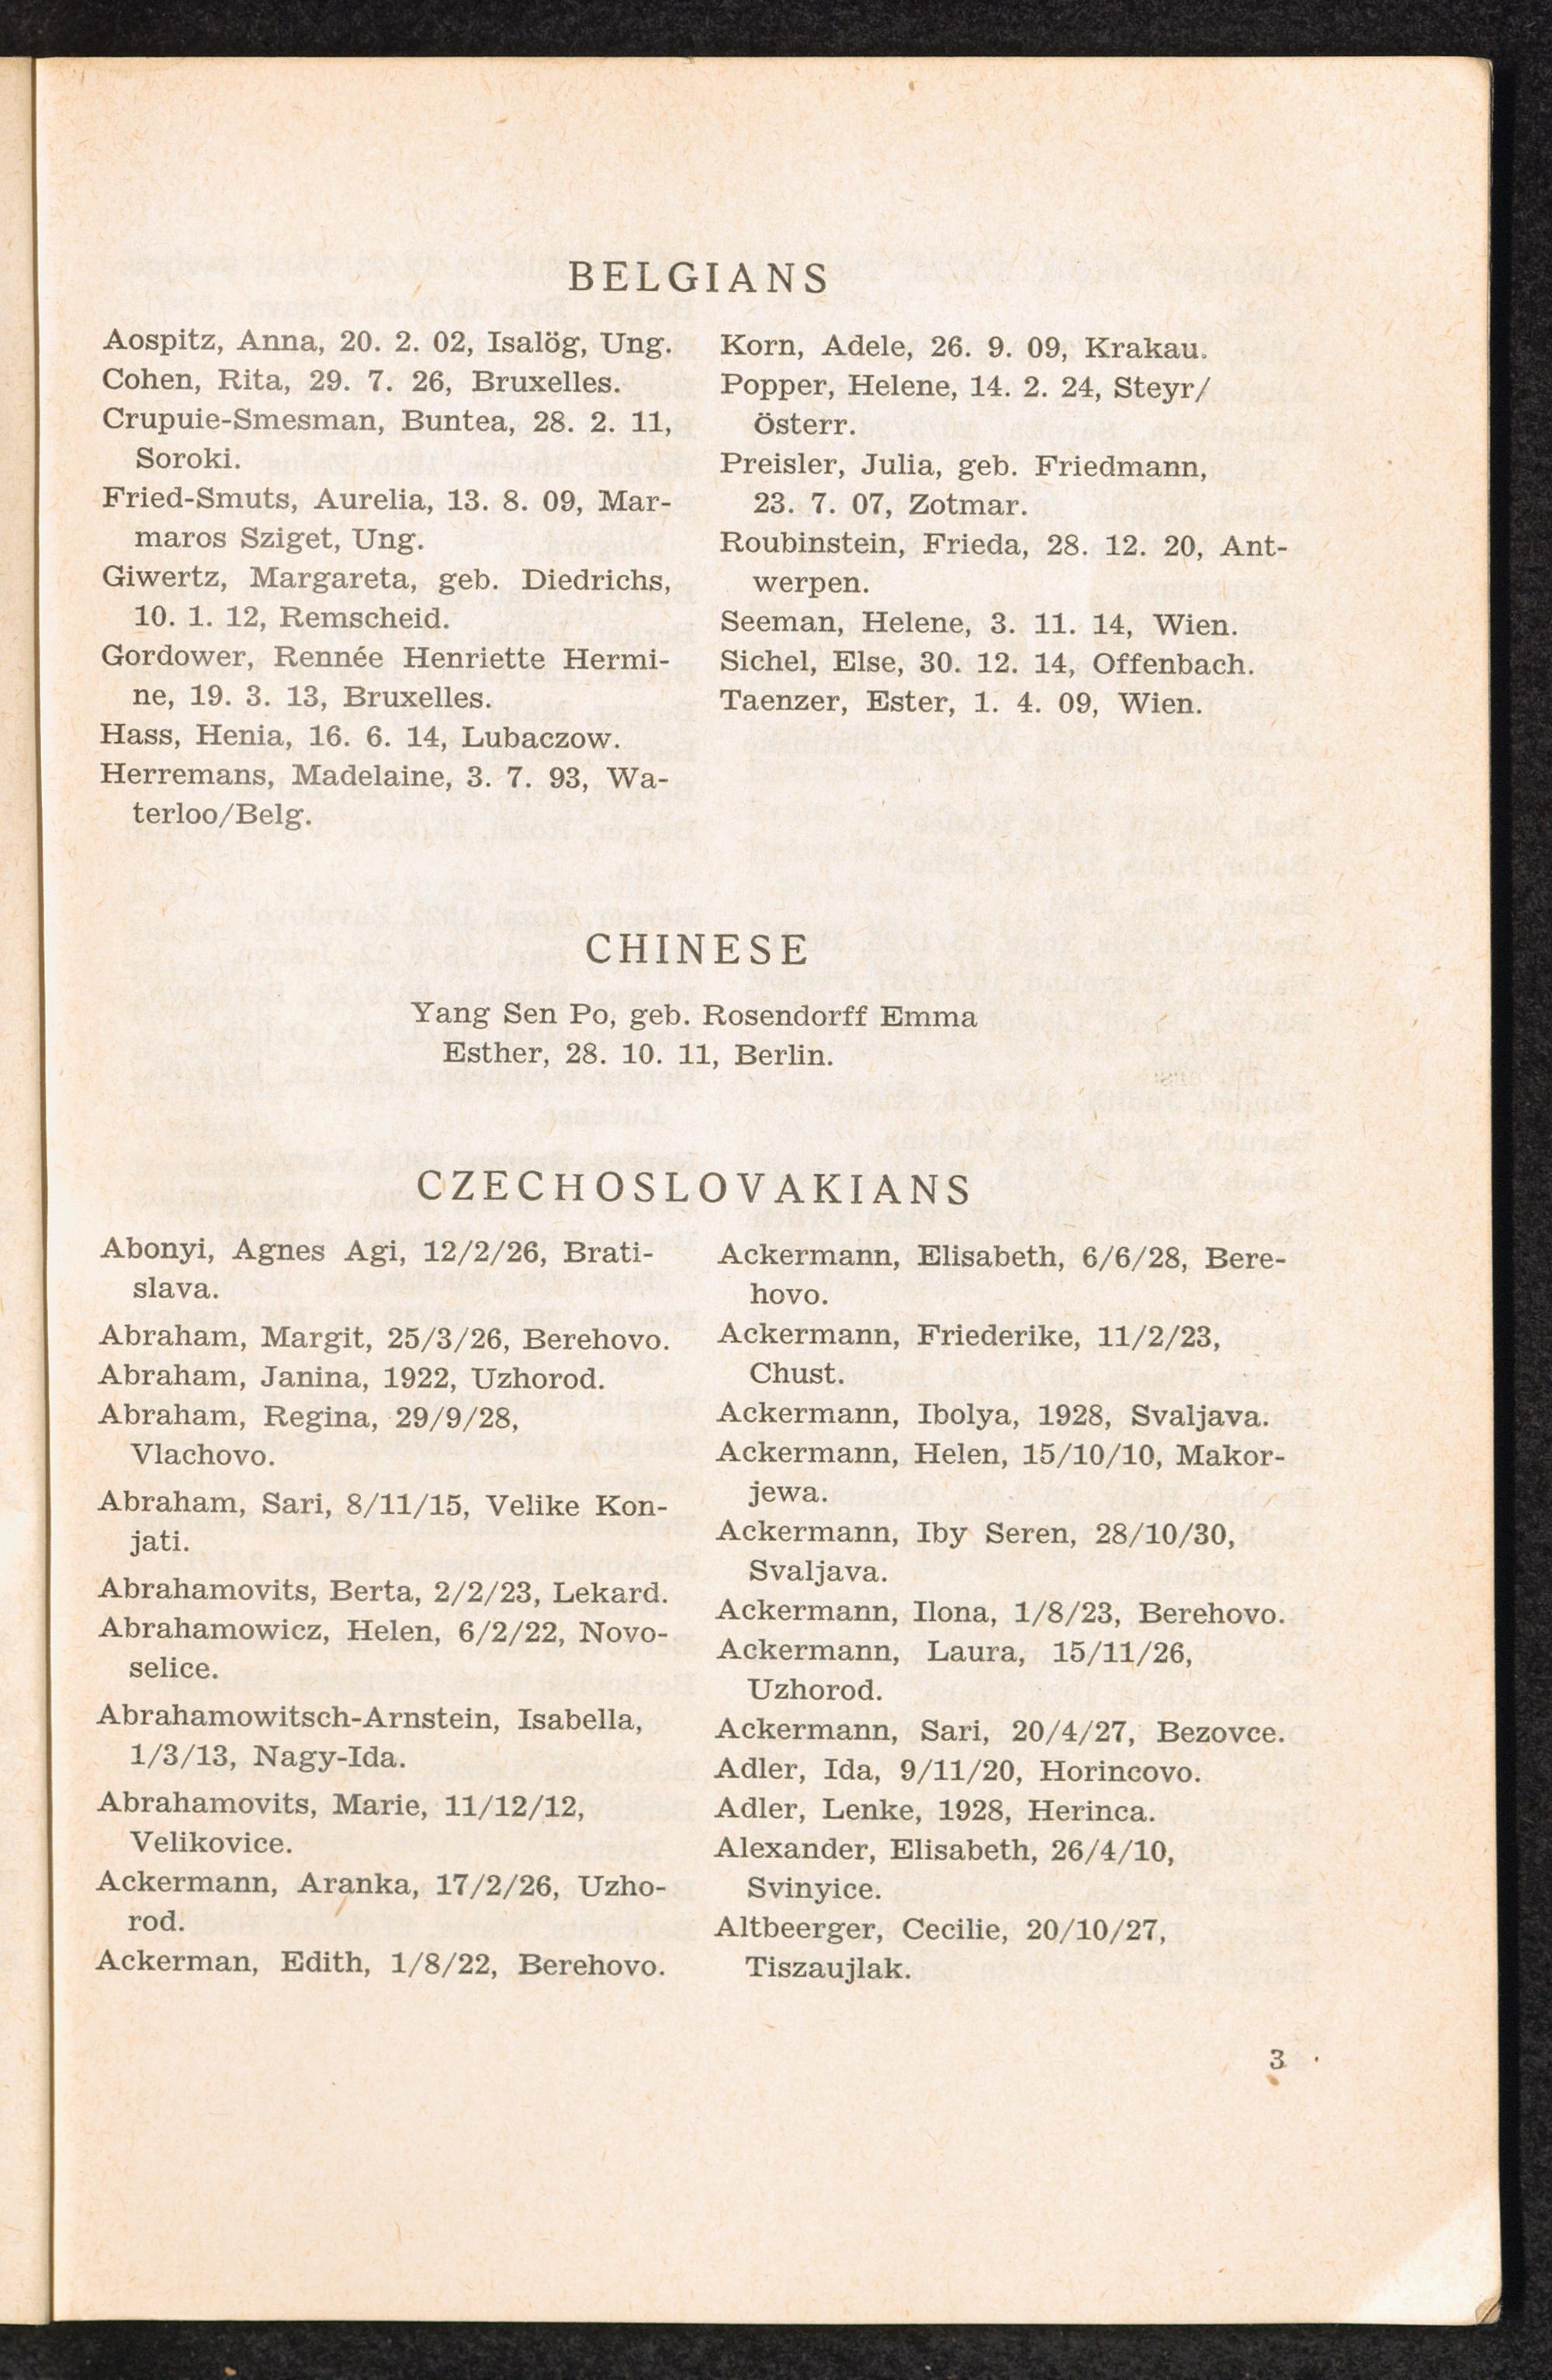 BELGIANS
Aospitz, Anna, 20. 2. 02, Isalög, Ung.
Cohen, Rita, 29. 7. 26, Bruxelles.
Crupuie-Smesman, Buntea, 28. 2. 11,
Soroki.
Fried-Smuts, Aurelia, 13. 8. 09, Mar-
maros Sziget, Ung.
Giwertz, Margareta, geb. Diedrichs,
10. 1. 12, Remscheid.
Gordower, Rennée Henriette Hermi-
ne, 19. 3. 13, Bruxelles.
Hass, Henia, 16. 6. 14, Lubaczow.
Herremans, Madelaine, 3. 7. 93, Wa-
terloo/Belg.
Korn, Adele, 26. 9. 09, Krakau.
Popper, Helene, 14. 2. 24, Steyr/
Österr.
Preisler, Julia, geb. Friedmann,
23. 7. 07, Zotmar.
Roubinstein, Frieda, 28. 12. 20, Ant-
werpen.
Seeman, Helene, 3. 11. 14, Wien.
Sichel, Else, 30. 12. 14, Offenbach.
Taenzer, Ester, 1. 4. 09, Wien.
CHINESE
Yang Sen Po, geb. Rosendorff Emma
Esther, 28. 10. 11, Berlin.
CZECHOSLOVAKIANS
Abonyi, Agnes Agi, 12/2/26, Brati-
slava.
Abraham, Margit, 25/3/26, Berehovo.
Abraham, Janina, 1922, Uzhorod.
Abraham, Regina, 29/9/28,
Vlachovo.
Abraham, Sari, 8/11/15, Velike Kon-
jati.
Abrahamovits, Berta, 2/2/23, Lekard.
Abrahamowicz, Helen, 6/2/22, Novo-
selice.
Abrahamowitsch-Arnstein, Isabella,
1/3/13, Nagy-Ida.
Abrahamovits, Marie, 11/12/12,
Velikovice.
Ackermann, Aranka, 17/2/26, Uzho-
rod.
Ackerman, Edith, 1/8/22, Berehovo.
Ackermann, Elisabeth, 6/6/28, Bere-
hovo.
Ackermann, Friederike, 11/2/23,
Chust.
Ackermann, Ibolya, 1928, Svaljava.
Ackermann, Helen, 15/10/10, Makor-
jewa.
Ackermann, Iby Seren, 28/10/30,
Svaljava.
Ackermann, Ilona, 1/8/23, Berehovo.
Ackermann, Laura, 15/11/26,
Uzhorod.
Ackermann, Sari, 20/4/27, Bezovce.
Adler, Ida, 9/11/20, Horincovo.
Adler, Lenke, 1928, Herinca.
Alexander, Elisabeth, 26/4/10,
Svinyice.
Altbeerger, Cecilie, 20/10/27,
Tiszaujlak.
3